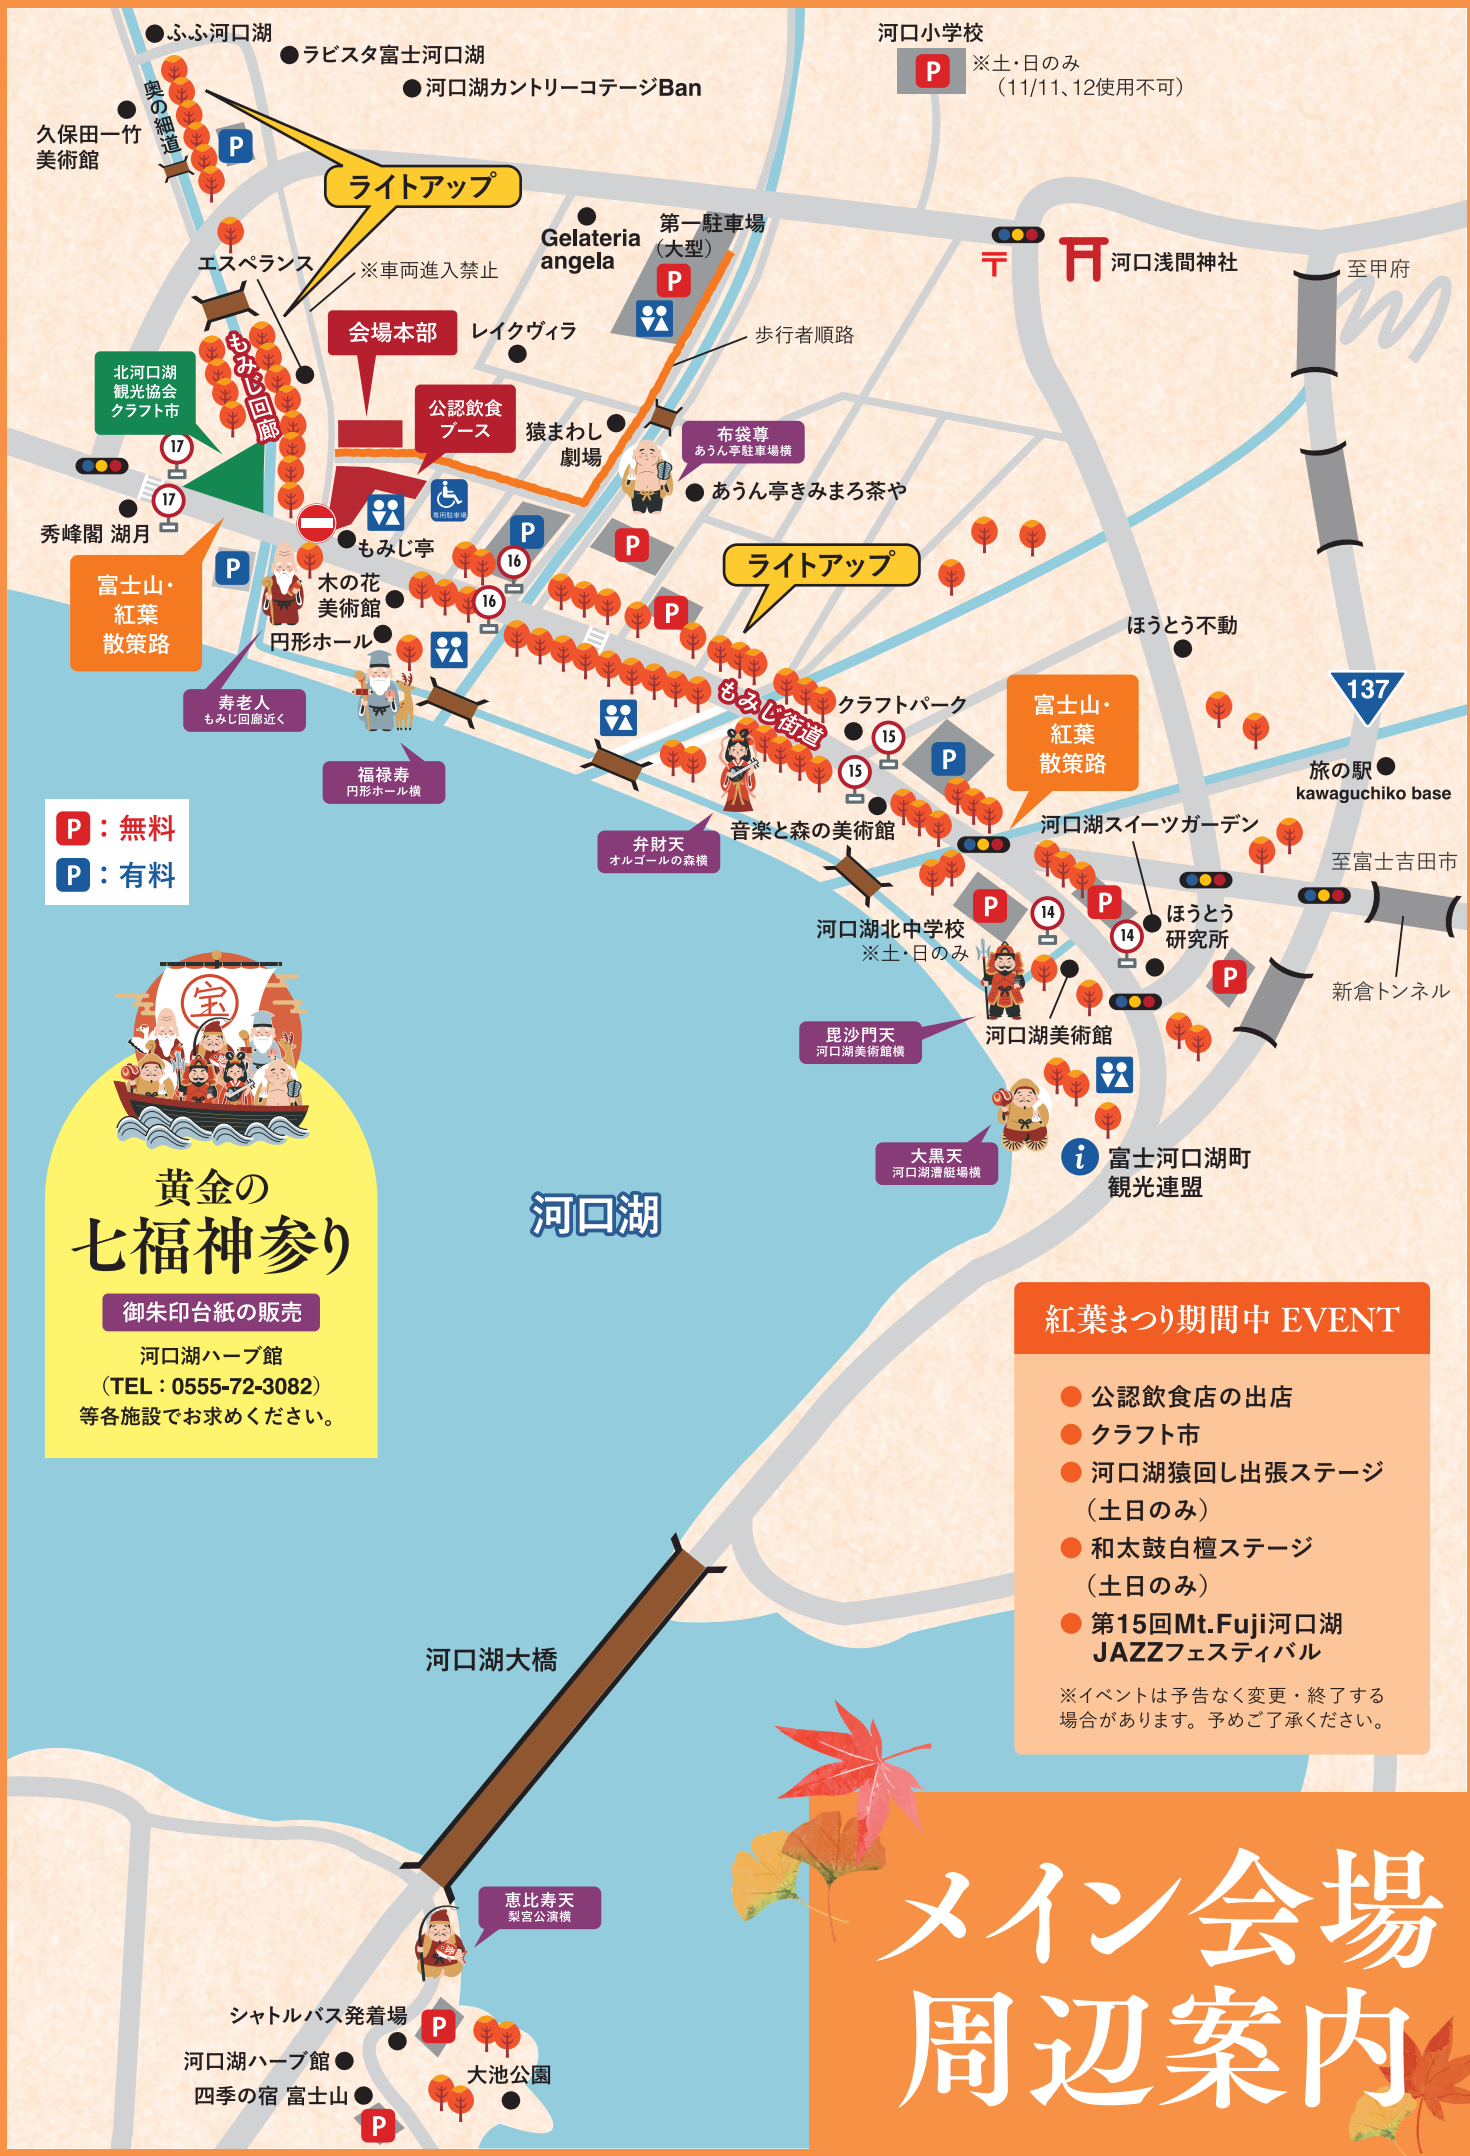 ふふ河口湖
ラビスタ富士河口湖
河口湖カントリーコテージBan
河口小学校
P
※土・日のみ
（11/11、12使用不可）
奥の細道
久保田一竹
美術館
P
ライトアップ
Gelateria
angela
第一駐車場
（大型）
P
〒
河口浅間神社
至甲府
エスペランス
※車両進入禁止
会場本部
レイクヴィラ
歩行者順路
もみじ回廊
北河口湖
観光協会
クラフト市
公認飲食
ブース
猿まわし
劇場
布袋尊
あうん亭駐車場横
あうん亭きみまろ茶や
17
17
秀峰閣 湖月
専用駐車場
もみじ亭
P
P
P
16
16
ライトアップ
富士山・
紅葉
散策路
木の花
美術館
円形ホール
P
ほうとう不動
寿老人
もみじ回廊近く
福禄寿
円形ホール横
もみじ街道
クラフトパーク
15
15
P
富士山・
紅葉
散策路
137
旅の駅
kawaguchiko base
P：無料
P：有料
弁財天
オルゴールの森横
音楽と森の美術館
河口湖スイーツガーデン
至富士吉田市
河口湖北中学校
※土・日のみ
P
14
P
14
ほうとう
研究所
P
新倉トンネル
毘沙門天
河口湖美術館横
河口湖美術館
大黒天
河口湖漕艇場横
i
富士河口湖町
観光連盟
宝
黄金の
七福神参り
御朱印台紙の販売
河口湖ハーブ館
（TEL：0555-72-3082）
等各施設でお求めください。
河口湖
紅葉まつり期間中 EVENT
● 公認飲食店の出店
● クラフト市
● 河口湖猿回し出張ステージ
（土日のみ）
● 和太鼓白檀ステージ
（土日のみ）
● 第15回Mt.Fuji河口湖
JAZZフェスティバル
※イベントは予告なく変更・終了する
場合があります。予めご了承ください。
河口湖大橋
恵比寿天
梨宮公演横
シャトルバス発着場
P
河口湖ハーブ館
四季の宿 富士山
P
大池公園
メイン会場
周辺案内